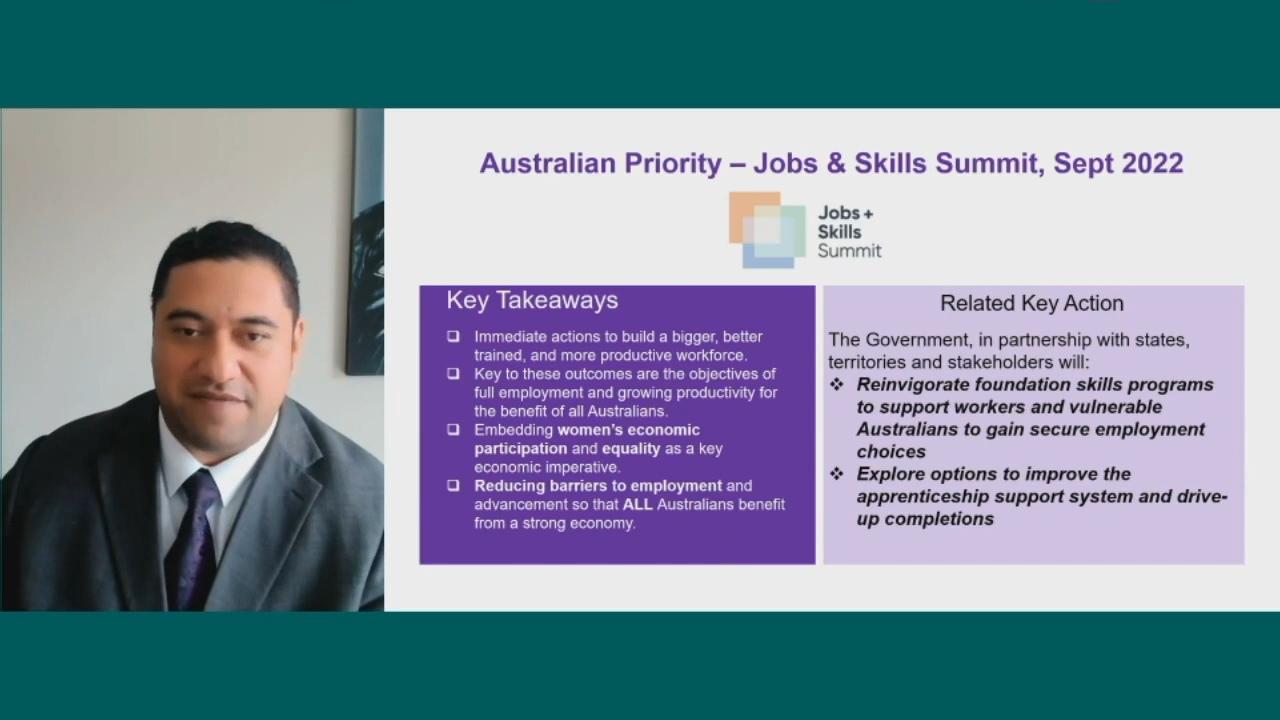 Australian Priority – Jobs & Skills Summit, Sept 2022
Jobs +
Skills
Summit
Key Takeaways
❑ Immediate actions to build a bigger, better
trained, and more productive workforce.
❑ Key to these outcomes are the objectives of
full employment and growing productivity for
the benefit of all Australians.
❑ Embedding women's economic
participation and equality as a key
economic imperative.
❑ Reducing barriers to employment and
advancement so that ALL Australians benefit
from a strong economy.
Related Key Action
The Government, in partnership with states,
territories and stakeholders will:
❖ Reinvigorate foundation skills programs
to support workers and vulnerable
Australians to gain secure employment
choices
❖ Explore options to improve the
apprenticeship support system and drive-
up completions